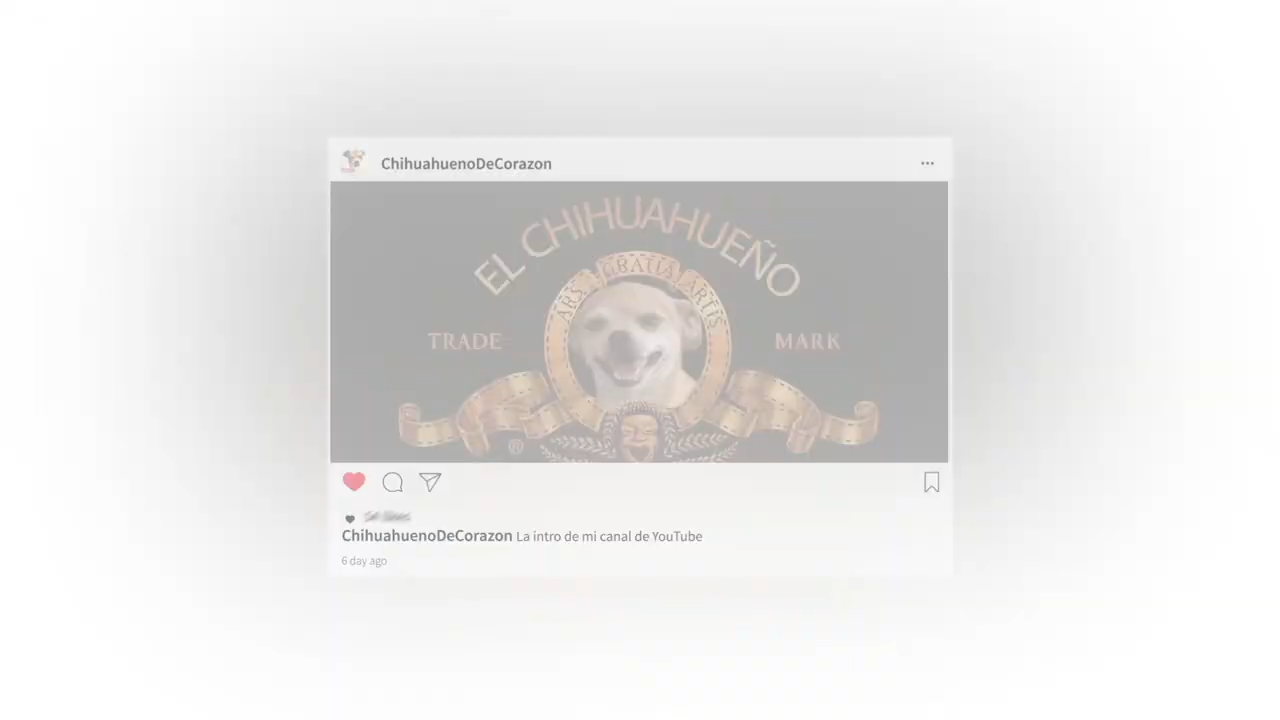 ChihuahuenoDeCorazon
EL CHIHUAHUEÑO
ARS GRATIA ARTIS
TRADE MARK
®
ChihuahuenoDeCorazon La intro de mi canal de YouTube
6 day ago